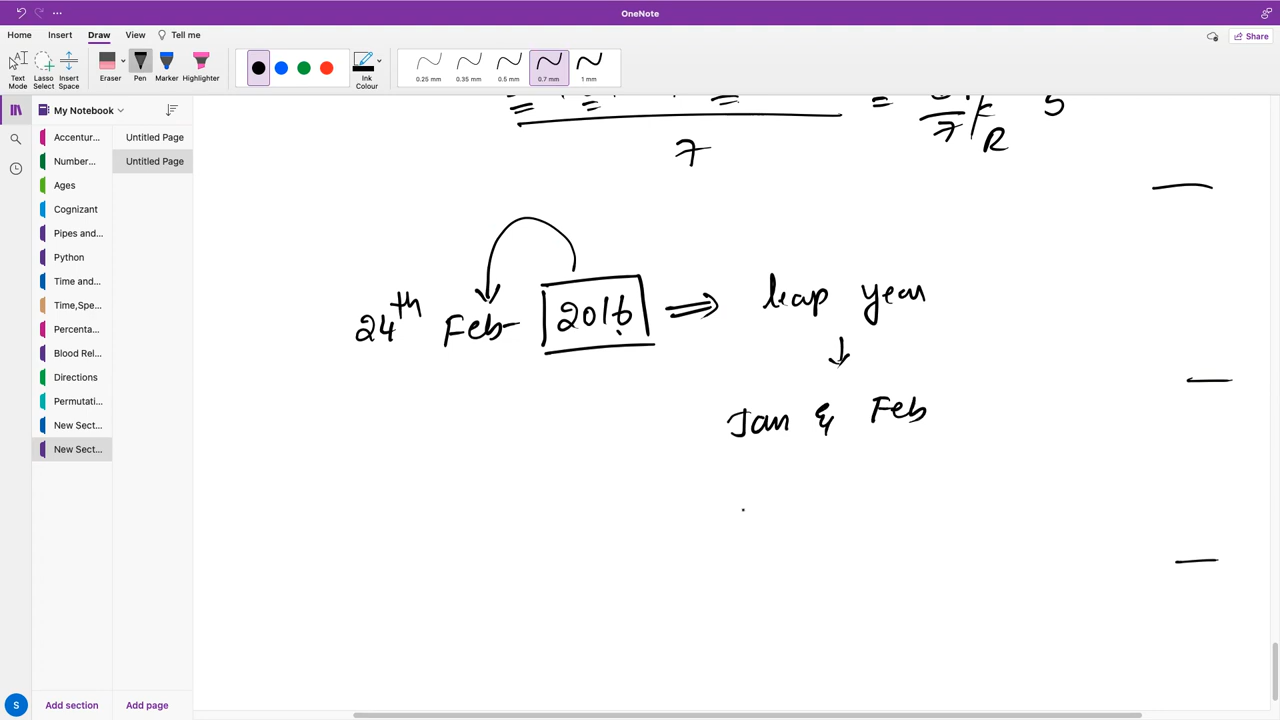 OneNote
Home Insert Draw View Tell me
Share
Text Mode
Lasso Select
Insert Space
Eraser
Pen
Marker
Highlighter
Ink Colour
0.25 mm
0.35 mm
0.5 mm
0.7 mm
1 mm
My Notebook
Accentur...
Number...
Ages
Cognizant
Pipes and...
Python
Time and...
Time,Spe...
Percenta...
Blood Rel...
Directions
Permutati...
New Sect...
New Sect...
Untitled Page
Untitled Page
7
= 7 R 5
24th Feb 2016 ⇒ leap year
Jan & Feb
S
Add section
Add page